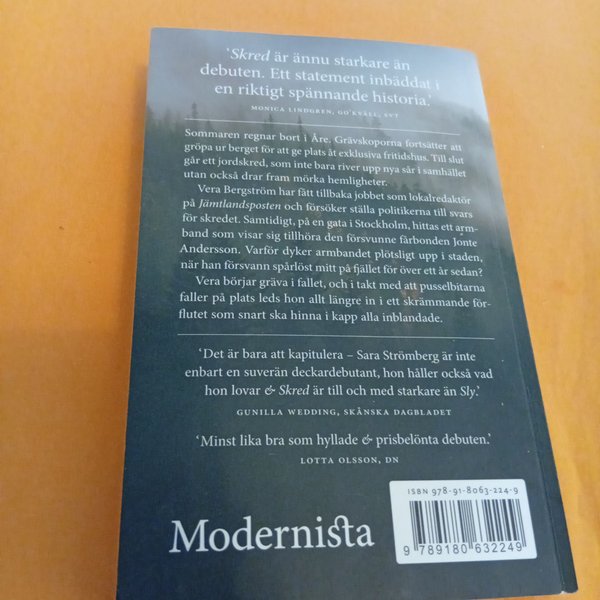 'Skred är ännu starkare än
debuten. Ett statement inbäddat i
en riktigt spännande historia.'
MONICA LINDGREN, GO'KVÄLL, SVT
Sommaren regnar bort i Åre. Grävskoporna fortsätter att
gröpa ur berget för att ge plats åt exklusiva fritidshus. Till slut
går ett jordskred, som inte bara river upp nya sår i samhället
utan också drar fram mörka hemligheter.
Vera Bergström har fått tillbaka jobbet som lokalredaktör
på Jämtlandsposten och försöker ställa politikerna till svars
för skredet. Samtidigt, på en gata i Stockholm, hittas ett arm-
band som visar sig tillhöra den försvunne fårbonden Jonte
Andersson. Varför dyker armbandet plötsligt upp i staden,
när han försvann spårlöst mitt på fjället för över ett år sedan?
Vera börjar gräva i fallet, och i takt med att pusselbitarna
faller på plats leds hon allt längre in i ett skrämmande för-
flutet som snart ska hinna i kapp alla inblandade.
'Det är bara att kapitulera – Sara Strömberg är inte
enbart en suverän deckardebutant, hon håller också vad
hon lovar & Skred är till och med starkare än Sly.'
GUNILLA WEDDING, SKÅNSKA DAGBLADET
'Minst lika bra som hyllade & prisbelönta debuten.'
LOTTA OLSSON, DN
ISBN 978-91-8063-224-9
Modernista
9 789180 632249